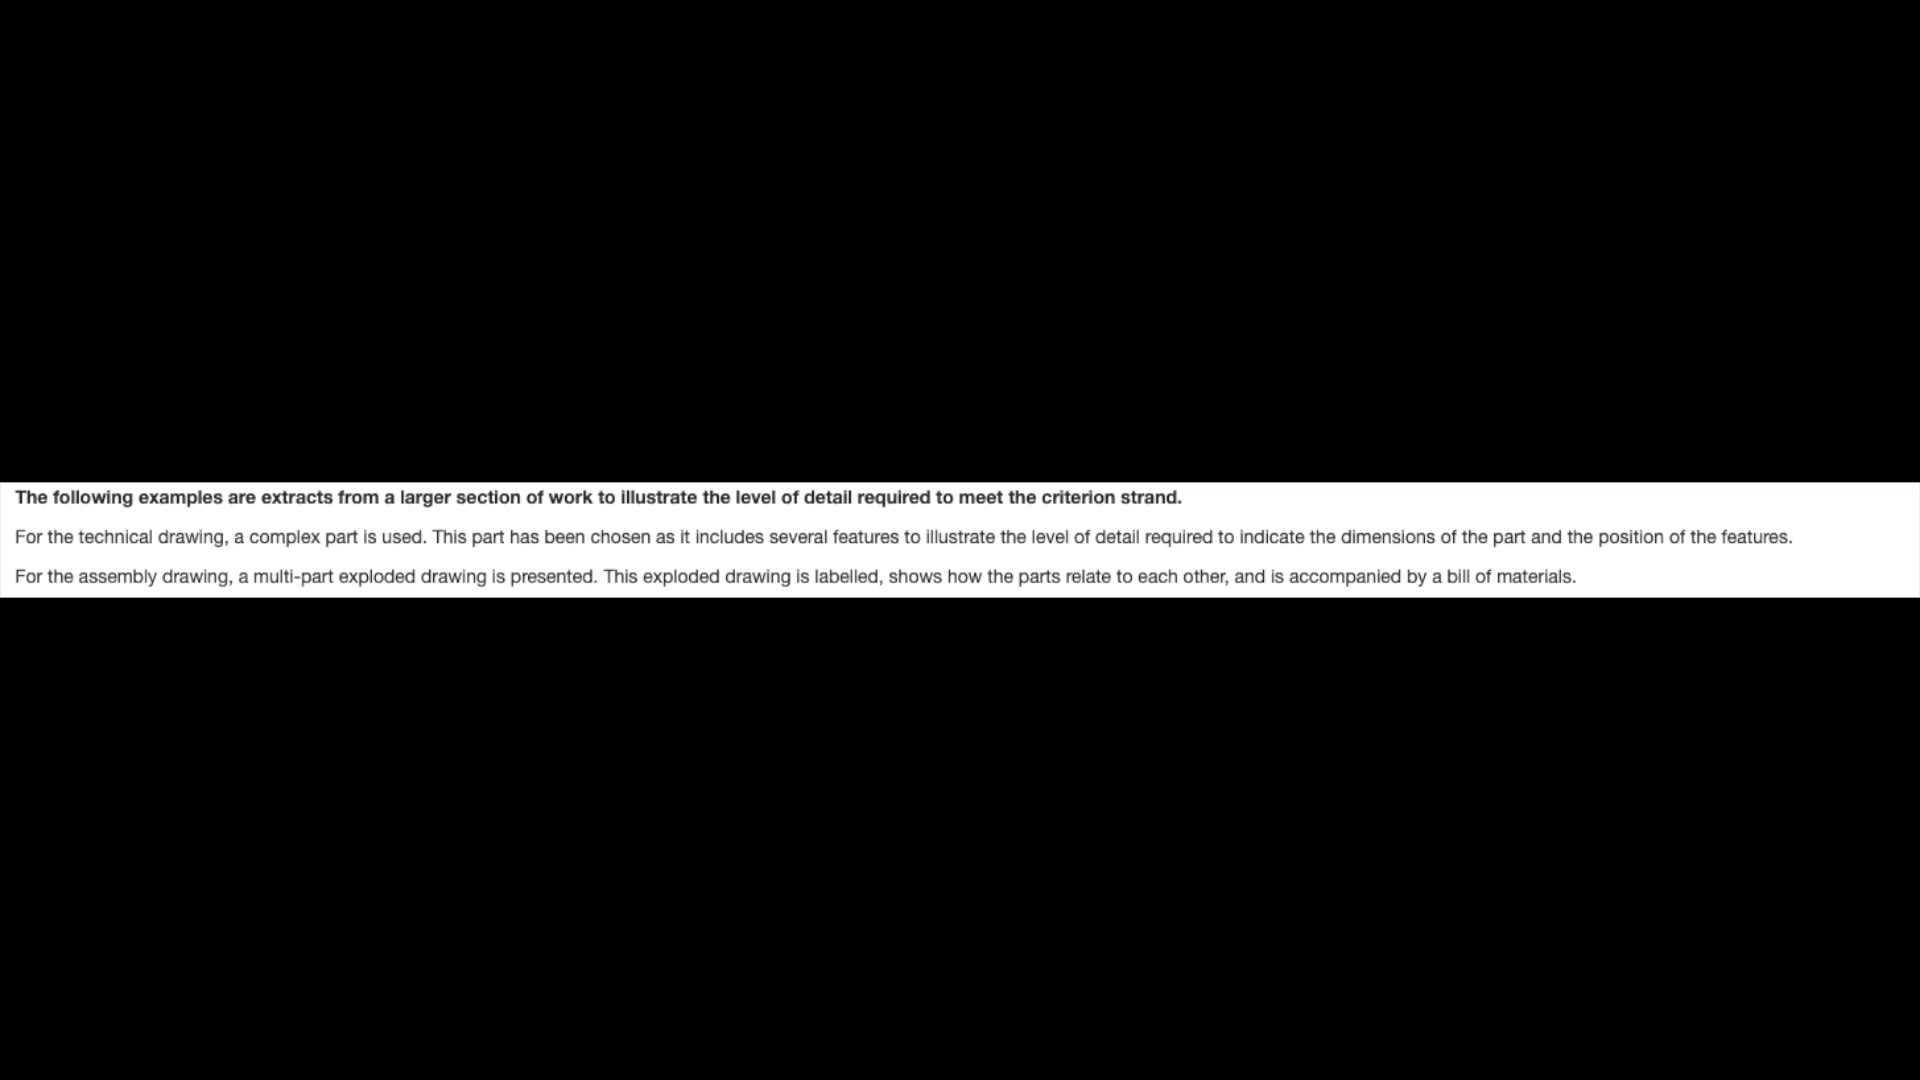 The following examples are extracts from a larger section of work to illustrate the level of detail required to meet the criterion strand.
For the technical drawing, a complex part is used. This part has been chosen as it includes several features to illustrate the level of detail required to indicate the dimensions of the part and the position of the features.
For the assembly drawing, a multi-part exploded drawing is presented. This exploded drawing is labelled, shows how the parts relate to each other, and is accompanied by a bill of materials.